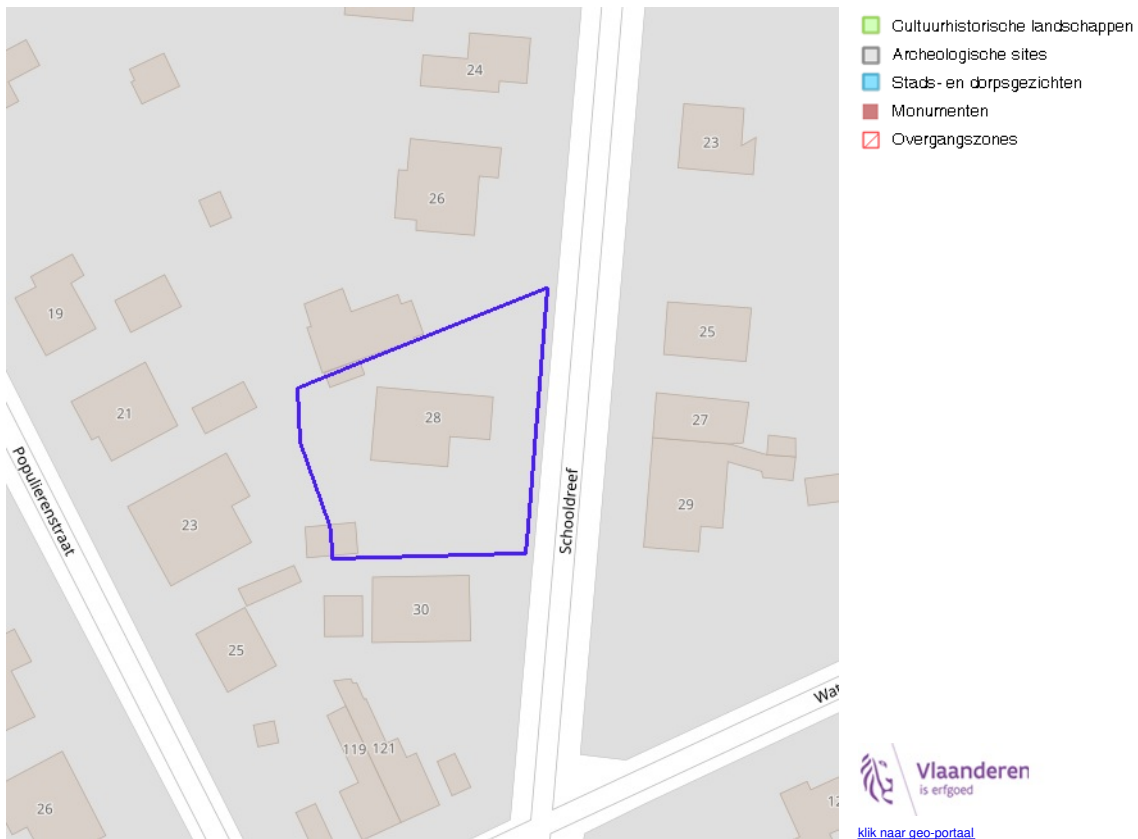 24
23
26
19
25
28
27
21
Populierenstraat
23
Schooldreef
29
30
25
119 121
26
Cultuurhistorische landschappen
Archeologische sites
Stads- en dorpsgezichten
Monumenten
Overgangszones
Vlaanderen
is erfgoed
klik naar geo-portaal